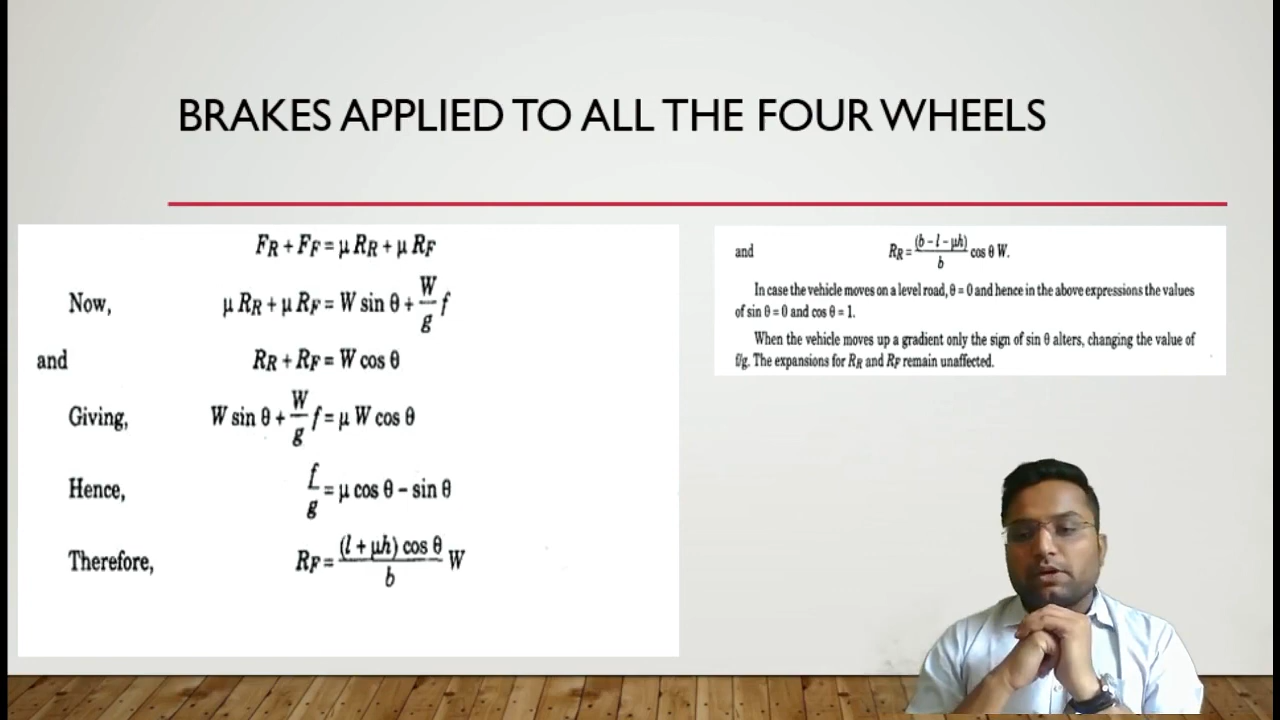 BRAKES APPLIED TO ALL THE FOUR WHEELS
F_R + F_F = μ R_R + μ R_F
Now, μ R_R + μ R_F = W sin θ + W/g f
and R_R + R_F = W cos θ
Giving, W sin θ + W/g f = μ W cos θ
Hence, f/g = μ cos θ − sin θ
Therefore, R_F = (l + μh) cos θ / b W
and R_R = (b − l − μh) / b cos θ W.
In case the vehicle moves on a level road, θ = 0 and hence in the above expressions the values
of sin θ = 0 and cos θ = 1.
When the vehicle moves up a gradient only the sign of sin θ alters, changing the value of
f/g. The expansions for R_R and R_F remain unaffected.